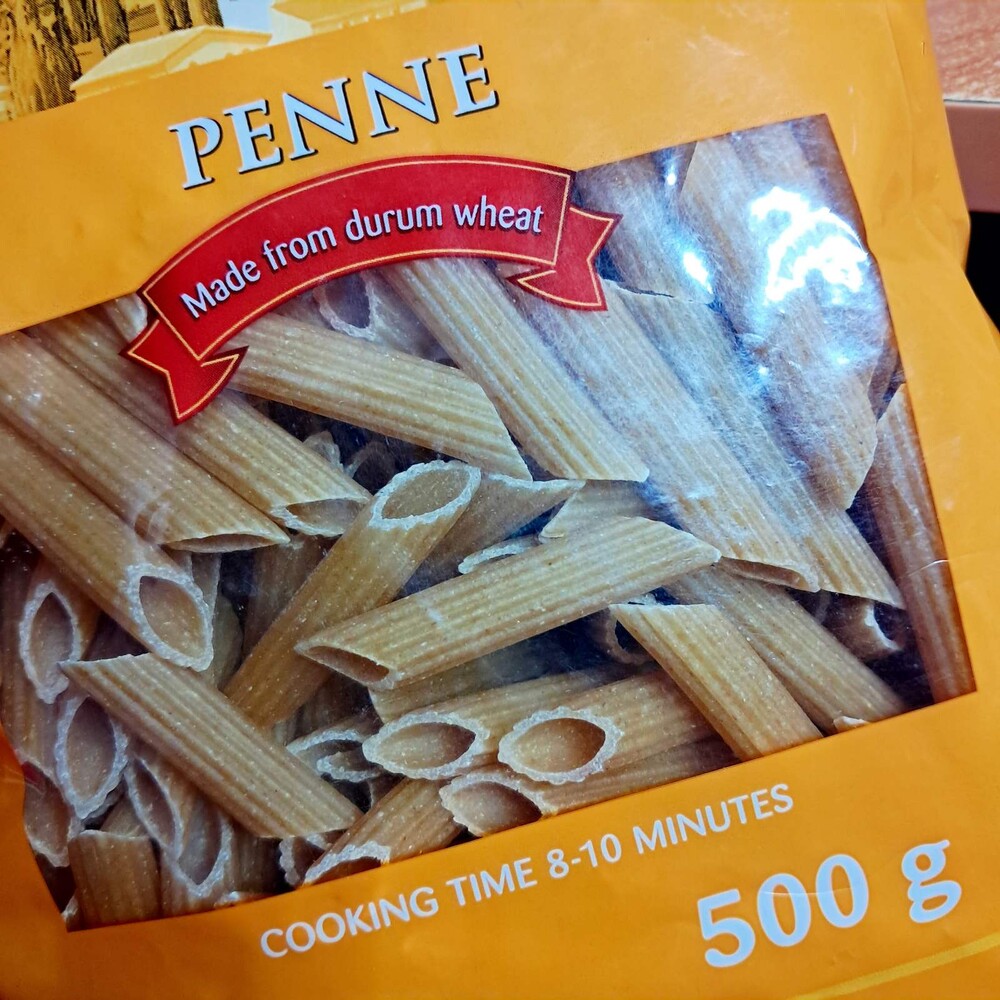 PENNE
Made from durum wheat
COOKING TIME 8-10 MINUTES
500 g